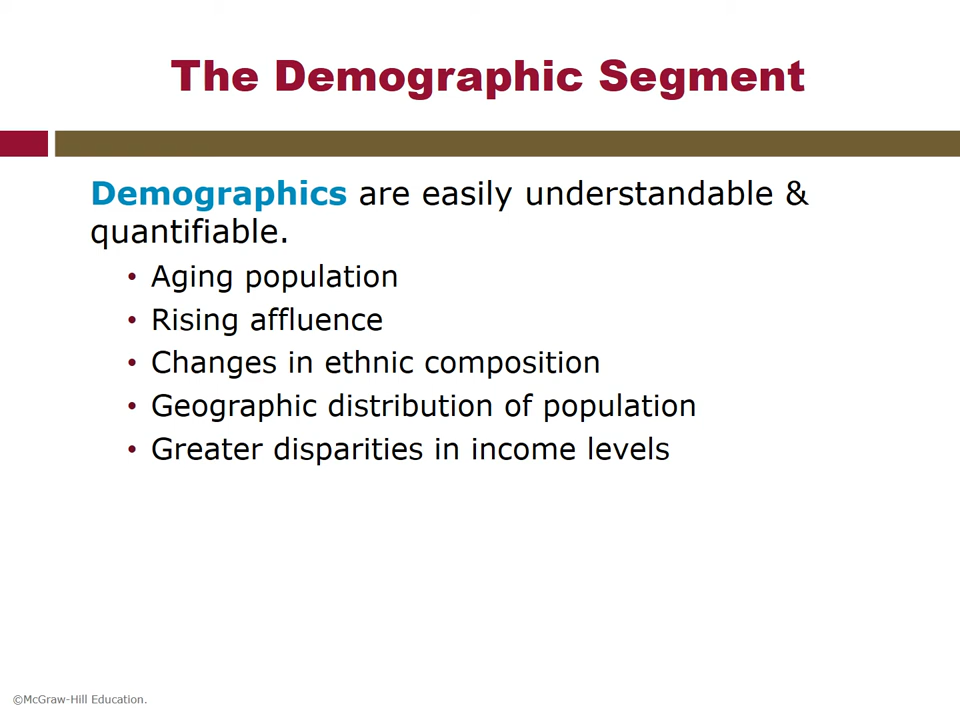 The Demographic Segment
Demographics are easily understandable &
quantifiable.
• Aging population
• Rising affluence
• Changes in ethnic composition
• Geographic distribution of population
• Greater disparities in income levels
©McGraw-Hill Education.